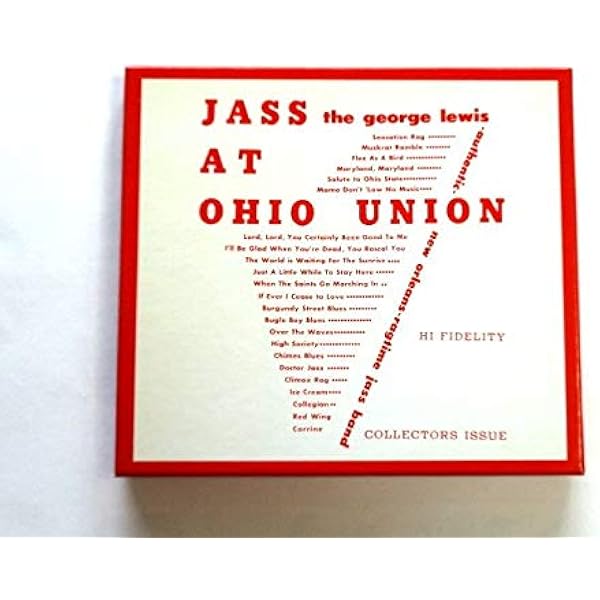 JASS the george lewis
Sensation Rag
Muskrat Ramble
Flee As A Bird
Maryland, Maryland
Salute to Ohio State
Mama Don't 'Low No Music
AT
OHIO UNION
authentic
new orleans-ragtime jass band
Lord, Lord, You Certainly Been Good To Me
I'll Be Glad When You're Dead, You Rascal You
The World is Waiting For The Sunrise
Just A Little While To Stay Here
When The Saints Go Marching In
If Ever I Cease to Love
Burgundy Street Blues
Bugle Boy Blues
Over The Waves
High Society
Chimes Blues
Doctor Jass
Climax Rag
Ice Cream
Collegian
Red Wing
Corrine
HI FIDELITY
COLLECTORS ISSUE